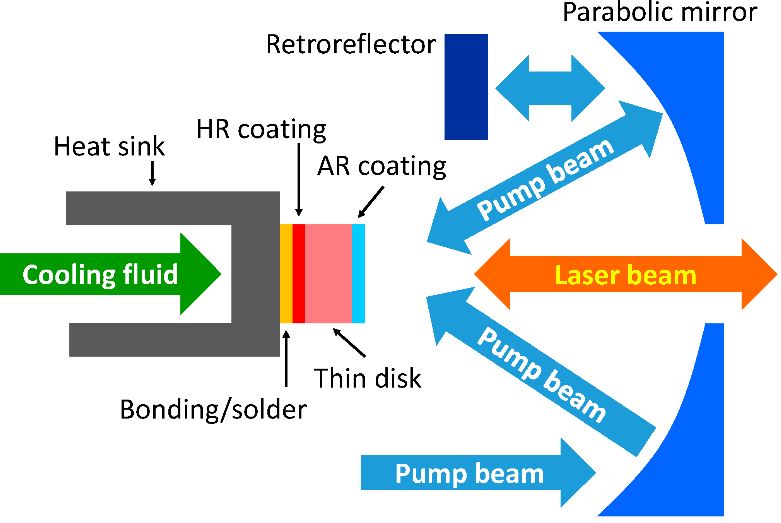 Parabolic mirror
Retroreflector
HR coating
Heat sink
AR coating
Pump beam
Cooling fluid
Laser beam
Pump beam
Thin disk
Bonding/solder
Pump beam